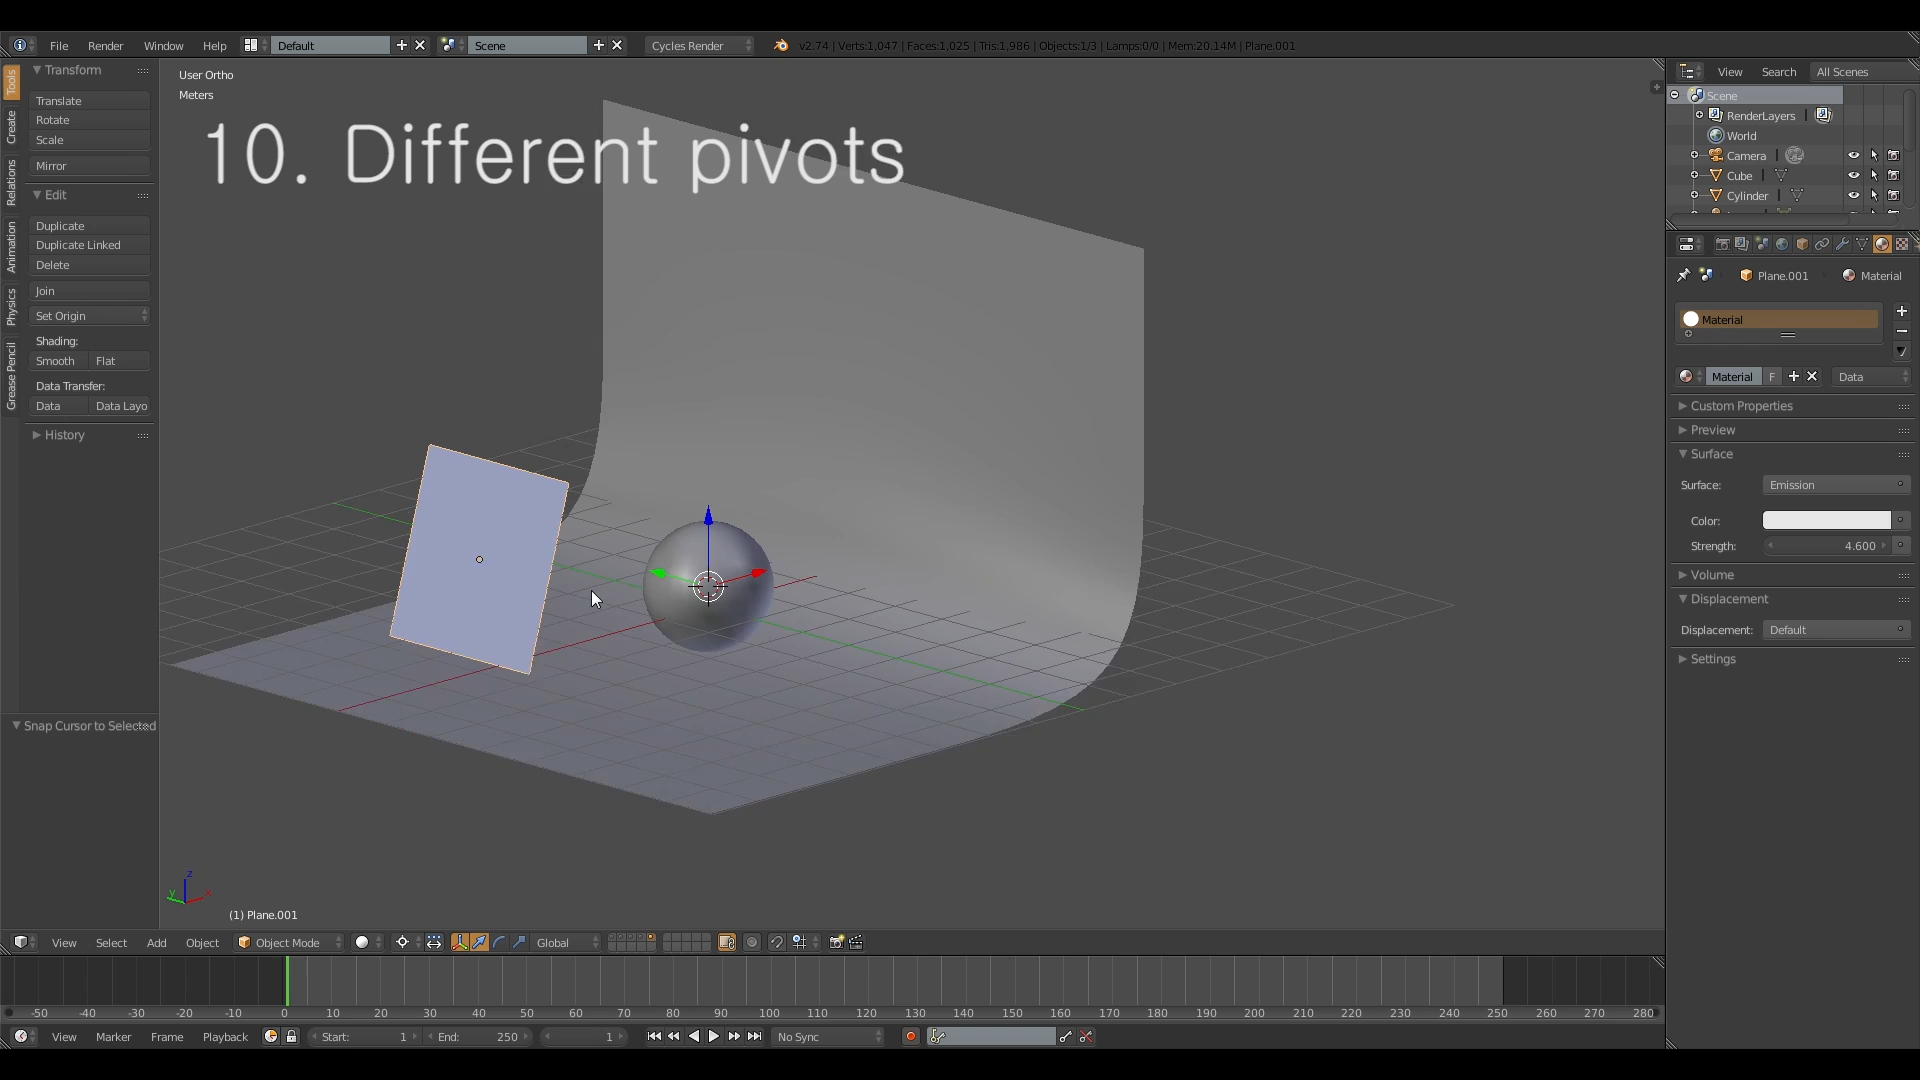 File Render Window Help Default Scene Cycles Render v2.74 | Verts:1,047 | Faces:1,025 | Tris:1,986 | Objects:1/3 | Lamps:0/0 | Mem:20.14M | Plane.001
Tools
Create
Relations
Animation
Physics
Grease Pencil
Transform
Translate
Rotate
Scale
Mirror
Edit
Duplicate
Duplicate Linked
Delete
Join
Set Origin
Shading:
Smooth Flat
Data Transfer:
Data Data Layo
History
Snap Cursor to Selected
User Ortho
Meters
10. Different pivots
z
y x
(1) Plane.001
View Select Add Object Object Mode Global
-50 -40 -30 -20 -10 0 10 20 30 40 50 60 70 80 90 100 110 120 130 140 150 160 170 180 190 200 210 220 230 240 250 260 270 280
View Marker Frame Playback Start: 1 End: 250 1 No Sync
View Search All Scenes
Scene
RenderLayers
World
Camera
Cube
Cylinder
Plane.001 Material
Material
Material F Data
Custom Properties
Preview
Surface
Surface: Emission
Color:
Strength: 4.600
Volume
Displacement
Displacement: Default
Settings